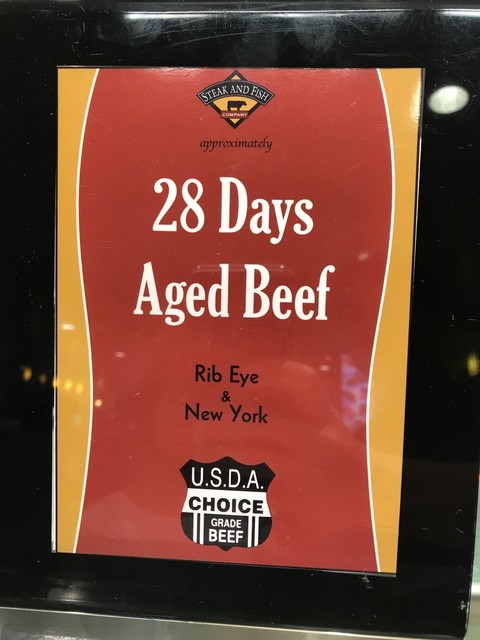 STEAK AND FISH
COMPANY
approximately
28 Days
Aged Beef
Rib Eye
&
New York
U.S.D.A.
CHOICE
GRADE
BEEF